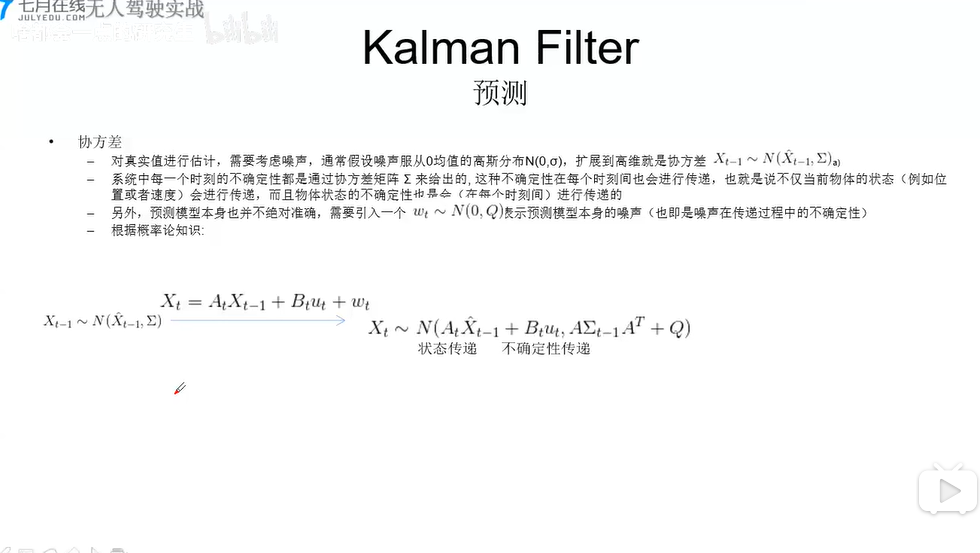 七月在线
JULYEDU.COM
无人驾驶实战
bilibili
Kalman Filter
预测
• 协方差
– 对真实值进行估计，需要考虑噪声，通常假设噪声服从0均值的高斯分布N(0,σ)，扩展到高维就是协方差 X_{t−1} ∼ N(X̂_{t−1}, Σ)a)
– 系统中每一个时刻的不确定性都是通过协方差矩阵 Σ 来给出的, 这种不确定性在每个时刻间也会进行传递，也就是说不仅当前物体的状态（例如位
置或者速度）会进行传递，而且物体状态的不确定性也是会（在每个时刻间）进行传递的
– 另外，预测模型本身也并不绝对准确，需要引入一个 w_t ∼ N(0, Q) 表示预测模型本身的噪声（也即是噪声在传递过程中的不确定性）
– 根据概率论知识:
X_t = A_t X_{t−1} + B_t u_t + w_t
X_{t−1} ∼ N(X̂_{t−1}, Σ)
X_t ∼ N(A_t X̂_{t−1} + B_t u_t, AΣ_{t−1}A^T + Q)
状态传递 不确定性传递